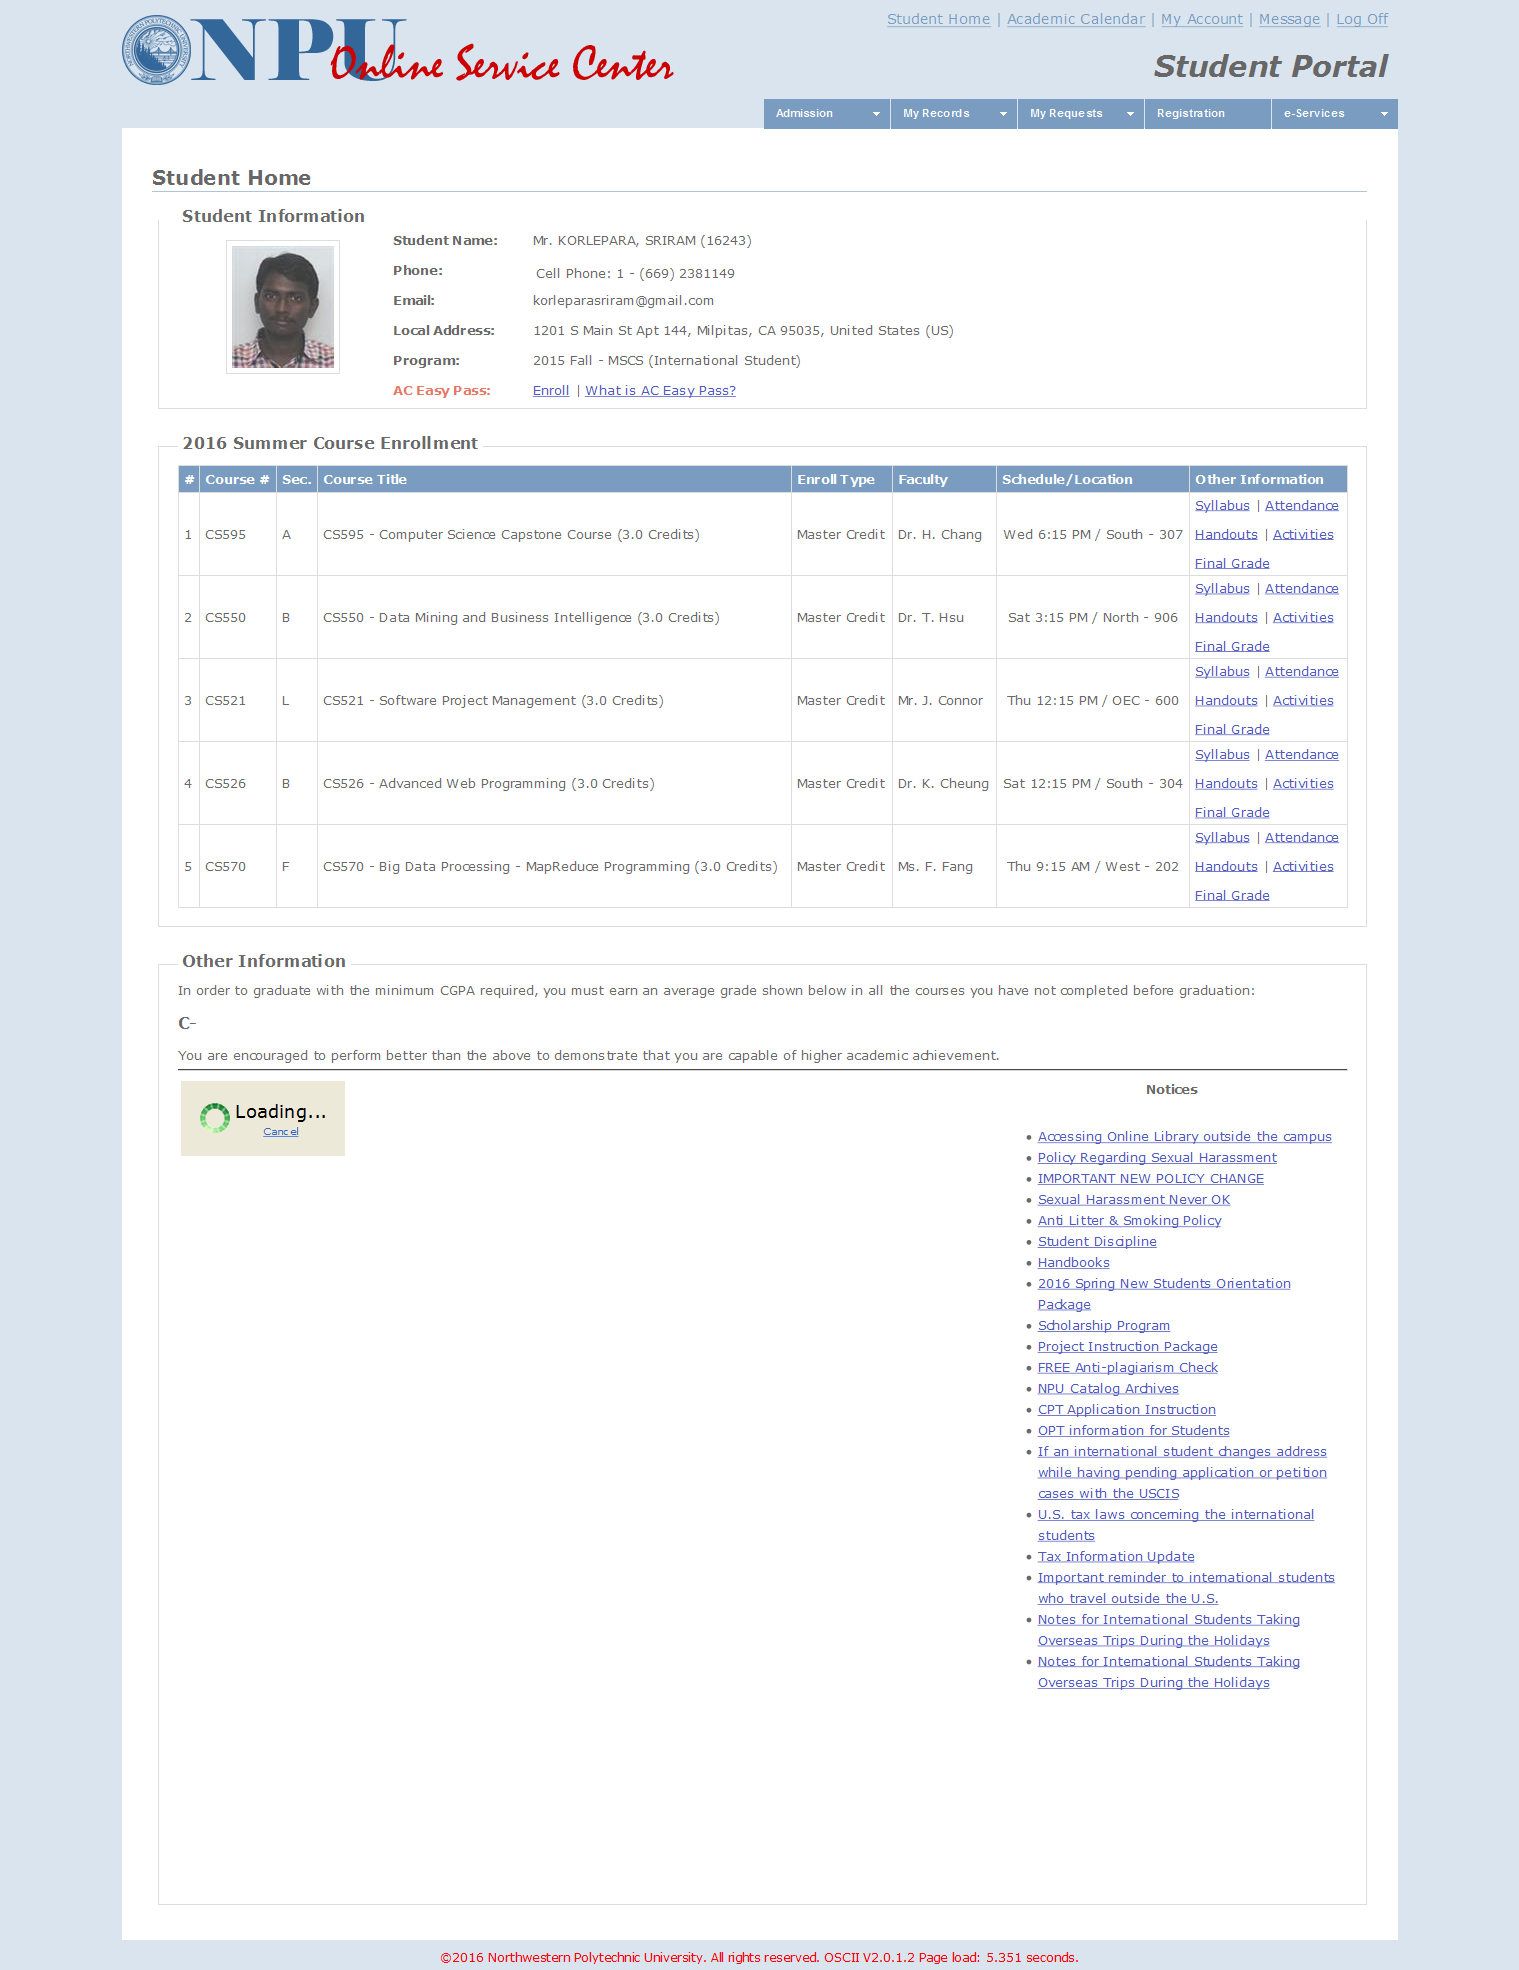 NPU Online Service Center
Student Home | Academic Calendar | My Account | Message | Log Off
Student Portal
Admission My Records My Requests Registration e-Services
Student Home
Student Information
Student Name: Mr. KORLEPARA, SRIRAM (16243)
Phone: Cell Phone: 1 - (669) 2381149
Email: korleparasriram@gmail.com
Local Address: 1201 S Main St Apt 144, Milpitas, CA 95035, United States (US)
Program: 2015 Fall - MSCS (International Student)
AC Easy Pass: Enroll | What is AC Easy Pass?
2016 Summer Course Enrollment
# Course # Sec. Course Title Enroll Type Faculty Schedule/Location Other Information
1 CS595 A CS595 - Computer Science Capstone Course (3.0 Credits) Master Credit Dr. H. Chang Wed 6:15 PM / South - 307 Syllabus | Attendance
Handouts | Activities
Final Grade
2 CS550 B CS550 - Data Mining and Business Intelligence (3.0 Credits) Master Credit Dr. T. Hsu Sat 3:15 PM / North - 906 Syllabus | Attendance
Handouts | Activities
Final Grade
3 CS521 L CS521 - Software Project Management (3.0 Credits) Master Credit Mr. J. Connor Thu 12:15 PM / OEC - 600 Syllabus | Attendance
Handouts | Activities
Final Grade
4 CS526 B CS526 - Advanced Web Programming (3.0 Credits) Master Credit Dr. K. Cheung Sat 12:15 PM / South - 304 Syllabus | Attendance
Handouts | Activities
Final Grade
5 CS570 F CS570 - Big Data Processing - MapReduce Programming (3.0 Credits) Master Credit Ms. F. Fang Thu 9:15 AM / West - 202 Syllabus | Attendance
Handouts | Activities
Final Grade
Other Information
In order to graduate with the minimum CGPA required, you must earn an average grade shown below in all the courses you have not completed before graduation:
C-
You are encouraged to perform better than the above to demonstrate that you are capable of higher academic achievement.
Loading...
Cancel
Notices
• Accessing Online Library outside the campus
• Policy Regarding Sexual Harassment
• IMPORTANT NEW POLICY CHANGE
• Sexual Harassment Never OK
• Anti Litter & Smoking Policy
• Student Discipline
• Handbooks
• 2016 Spring New Students Orientation
Package
• Scholarship Program
• Project Instruction Package
• FREE Anti-plagiarism Check
• NPU Catalog Archives
• CPT Application Instruction
• OPT information for Students
• If an international student changes address
while having pending application or petition
cases with the USCIS
• U.S. tax laws concerning the international
students
• Tax Information Update
• Important reminder to international students
who travel outside the U.S.
• Notes for International Students Taking
Overseas Trips During the Holidays
• Notes for International Students Taking
Overseas Trips During the Holidays
©2016 Northwestern Polytechnic University. All rights reserved. OSCII V2.0.1.2 Page load: 5.351 seconds.